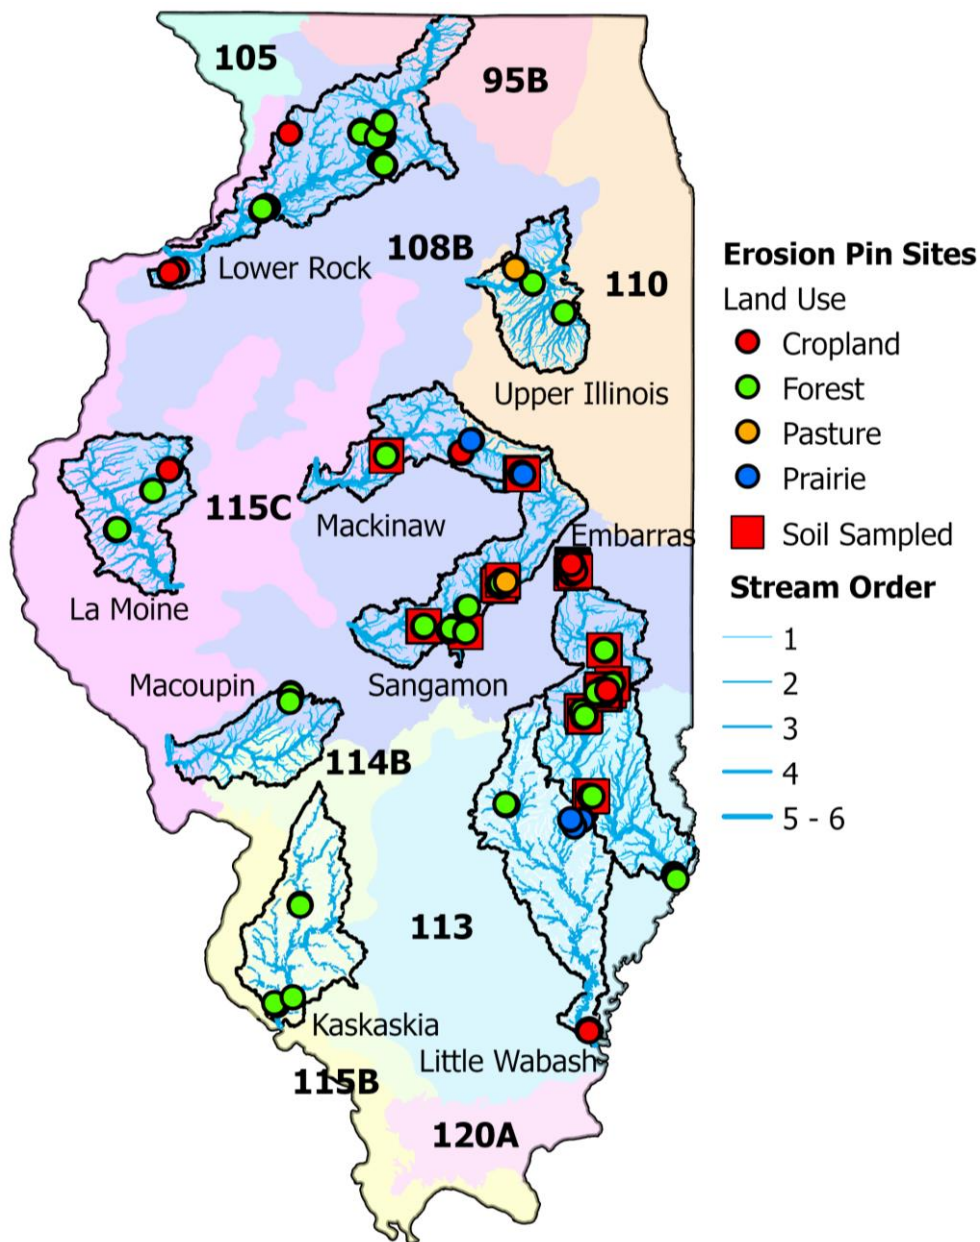 105
95B
108B
Lower Rock
110
Upper Illinois
115C
Mackinaw
Embarras
La Moine
Macoupin
Sangamon
114B
113
Kaskaskia
Little Wabash
115B
120A
Erosion Pin Sites
Land Use
Cropland
Forest
Pasture
Prairie
Soil Sampled
Stream Order
1
2
3
4
5 - 6